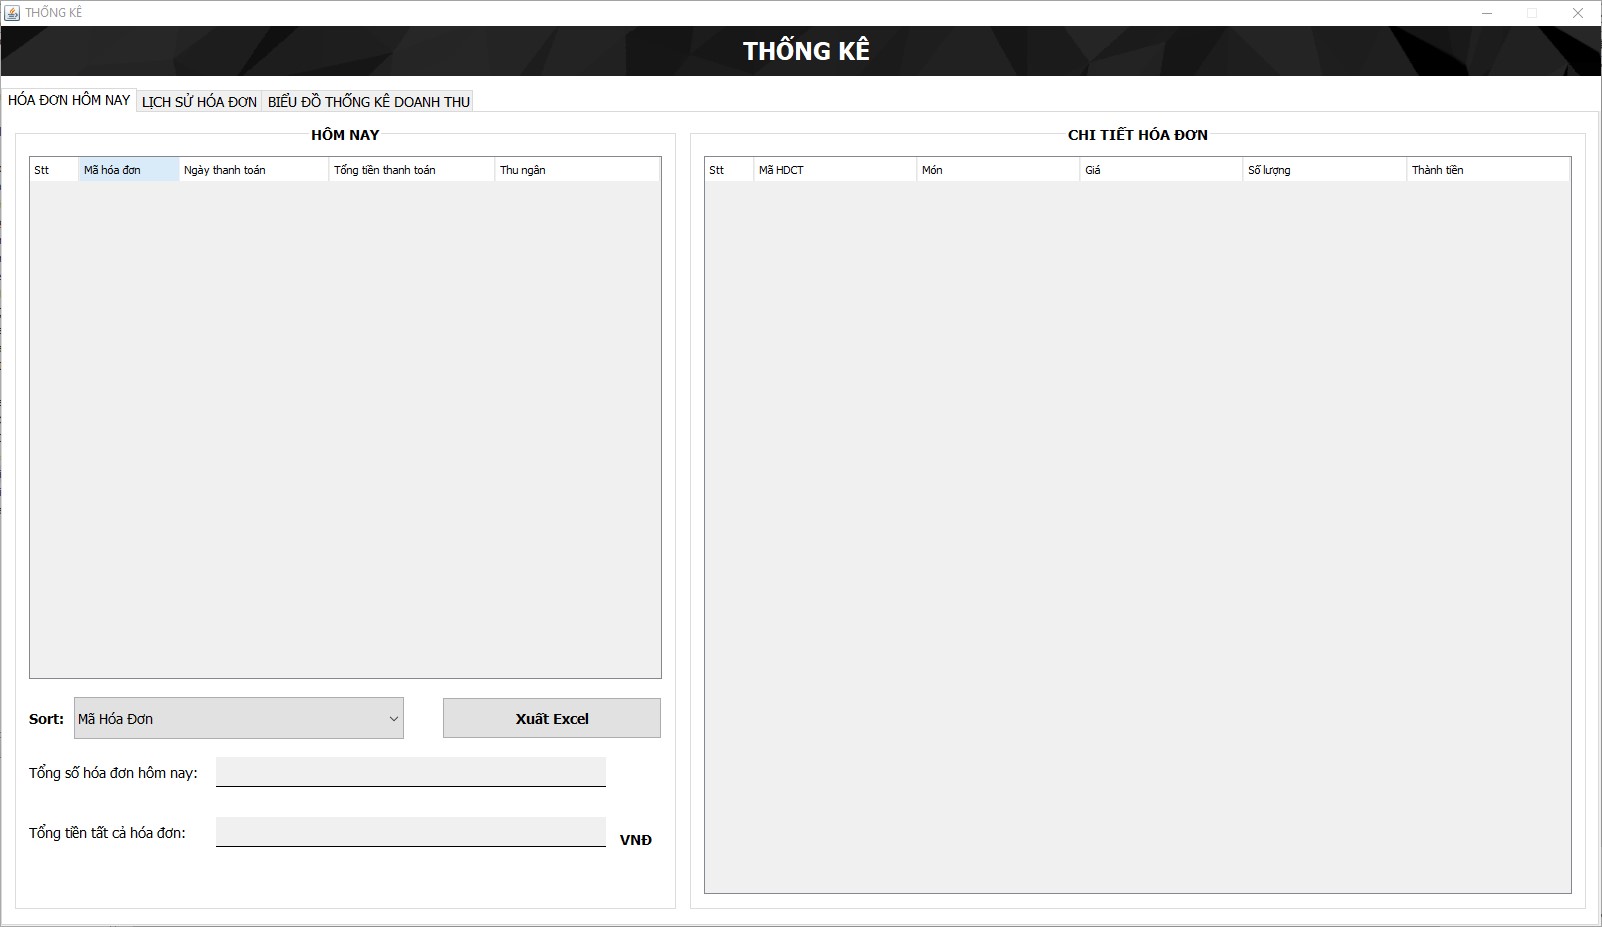 THỐNG KÊ
THỐNG KÊ
HÓA ĐƠN HÔM NAY
LỊCH SỬ HÓA ĐƠN
BIỂU ĐỒ THỐNG KÊ DOANH THU
HÔM NAY
Stt
Mã hóa đơn
Ngày thanh toán
Tổng tiền thanh toán
Thu ngân
Sort:
Mã Hóa Đơn
Xuất Excel
Tổng số hóa đơn hôm nay:
Tổng tiền tất cả hóa đơn:
VNĐ
CHI TIẾT HÓA ĐƠN
Stt
Mã HDCT
Món
Giá
Số lượng
Thành tiền